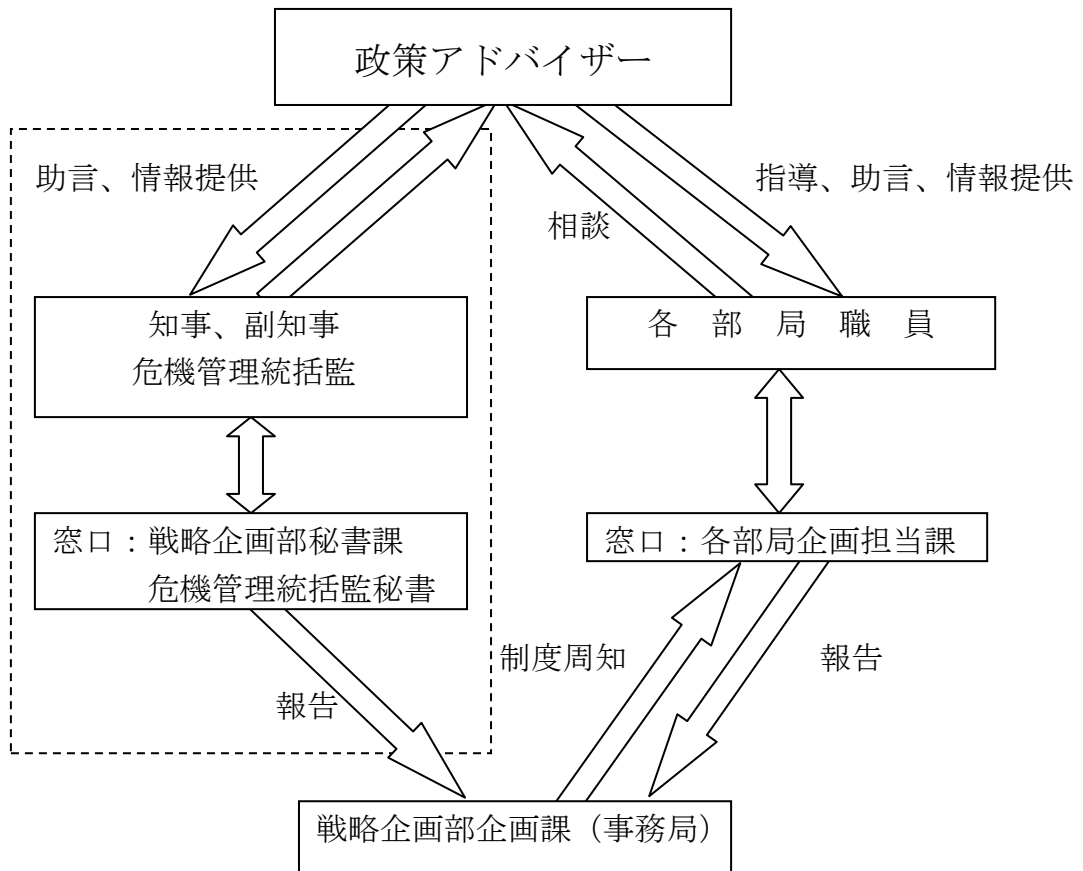 政策アドバイザー
助言、情報提供
指導、助言、情報提供
相談
知事、副知事
危機管理統括監
各　部　局　職　員
窓口：戦略企画部秘書課
危機管理統括監秘書
窓口：各部局企画担当課
制度周知
報告
報告
戦略企画部企画課（事務局）